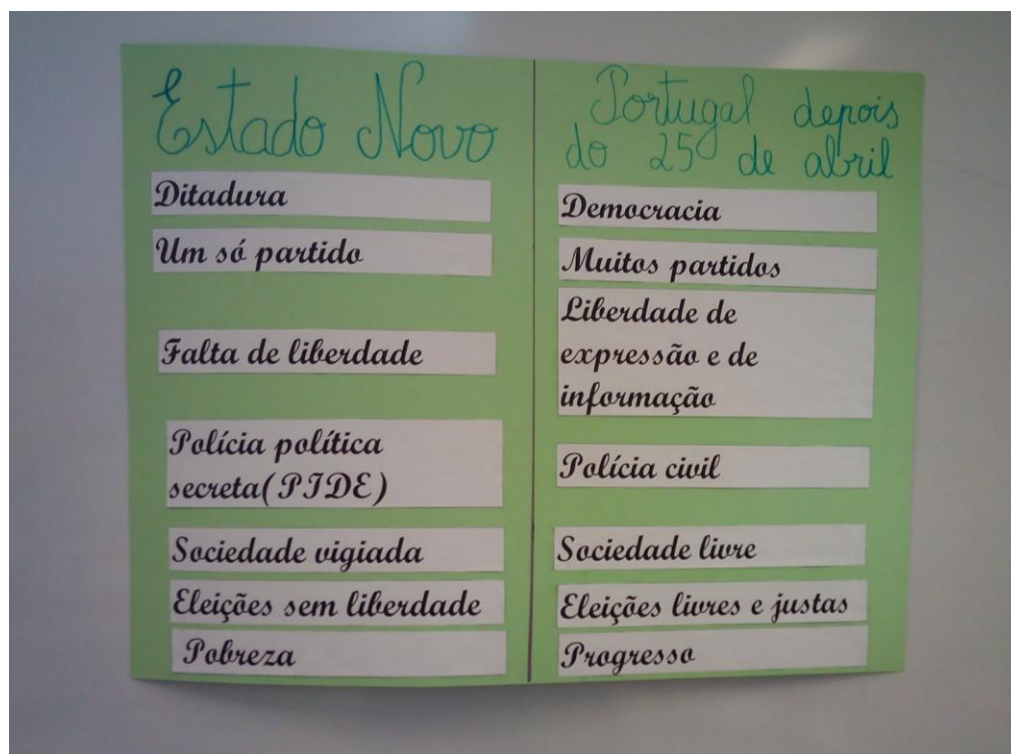 Estado Novo
Ditadura
Um só partido
Falta de liberdade
Polícia política
secreta(PIDE)
Sociedade vigiada
Eleições sem liberdade
Pobreza
Portugal depois
do 25 de abril
Democracia
Muitos partidos
Liberdade de
expressão e de
informação
Polícia civil
Sociedade livre
Eleições livres e justas
Progresso